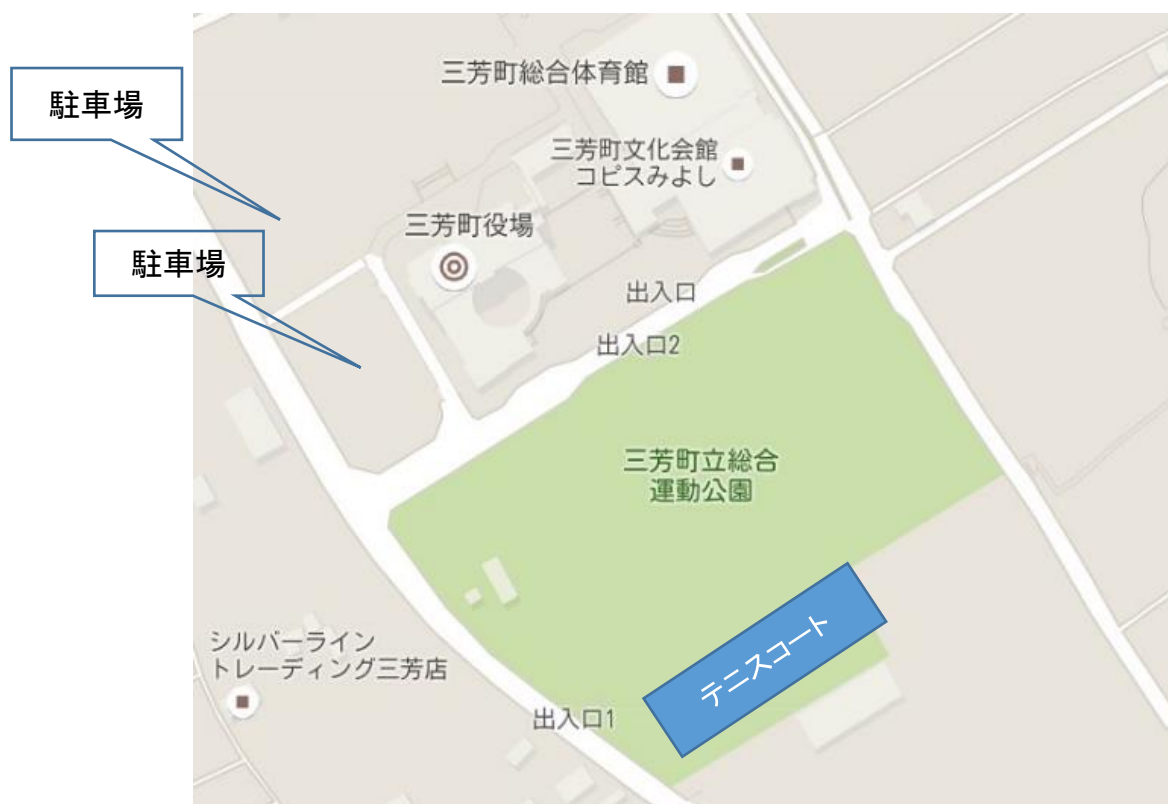 三芳町総合体育館
駐車場
三芳町文化会館
コピスみよし
三芳町役場
駐車場
出入口
出入口2
三芳町立総合
運動公園
テニスコート
シルバーライン
トレーディング三芳店
出入口1